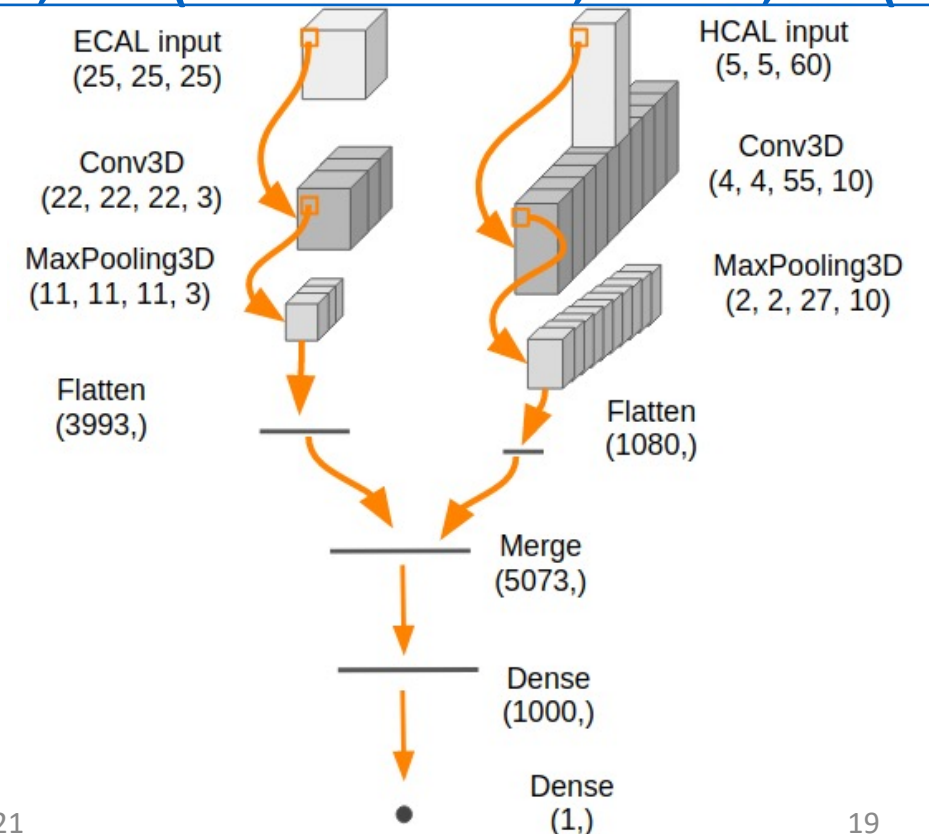 ECAL input
(25, 25, 25)
HCAL input
(5, 5, 60)
Conv3D
(22, 22, 22, 3)
Conv3D
(4, 4, 55, 10)
MaxPooling3D
(11, 11, 11, 3)
MaxPooling3D
(2, 2, 27, 10)
Flatten
(3993,)
Flatten
(1080,)
Merge
(5073,)
Dense
(1000,)
Dense
(1,)
21
19